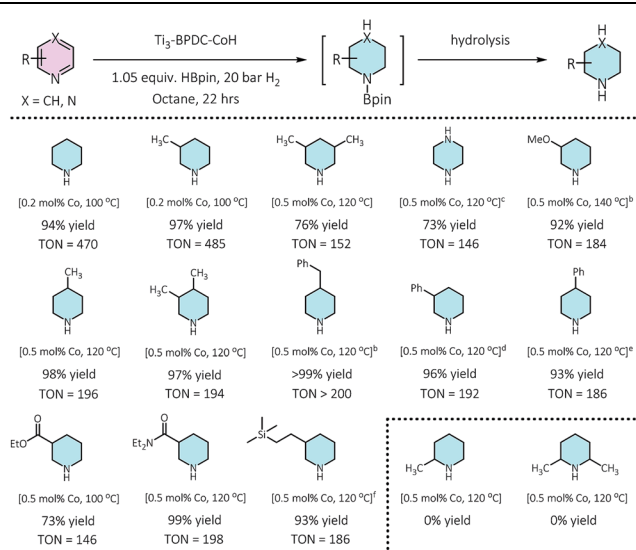 H
X
R
N
X = CH, N
Ti₃-BPDC-CoH
1.05 equiv. HBpin, 20 bar H₂
Octane, 22 hrs
H
X
R
N
Bpin
hydrolysis
H
X
R
N
H
N
H
H₃C
N
H
H₃C
CH₃
N
H
H
N
N
H
MeO
N
H
[0.2 mol% Co, 100 °C]
[0.2 mol% Co, 100 °C]
[0.5 mol% Co, 120 °C]
[0.5 mol% Co, 120 °C]ᶜ
[0.5 mol% Co, 140 °C]ᵇ
94% yield
97% yield
76% yield
73% yield
92% yield
TON = 470
TON = 485
TON = 152
TON = 146
TON = 184
CH₃
N
H
CH₃
H₃C
N
H
Ph
N
H
Ph
N
H
Ph
N
H
[0.5 mol% Co, 120 °C]
[0.5 mol% Co, 120 °C]
[0.5 mol% Co, 120 °C]ᵇ
[0.5 mol% Co, 120 °C]ᵈ
[0.5 mol% Co, 120 °C]ᵉ
98% yield
97% yield
>99% yield
96% yield
93% yield
TON = 196
TON = 194
TON > 200
TON = 192
TON = 186
O
EtO
N
H
O
Et₂N
N
H
Si
N
H
H₃C
N
H
H₃C
N
H
CH₃
[0.5 mol% Co, 100 °C]
[0.5 mol% Co, 120 °C]
[0.5 mol% Co, 120 °C]ᶠ
[0.5 mol% Co, 120 °C]
[0.5 mol% Co, 120 °C]
73% yield
99% yield
93% yield
0% yield
0% yield
TON = 146
TON = 198
TON = 186